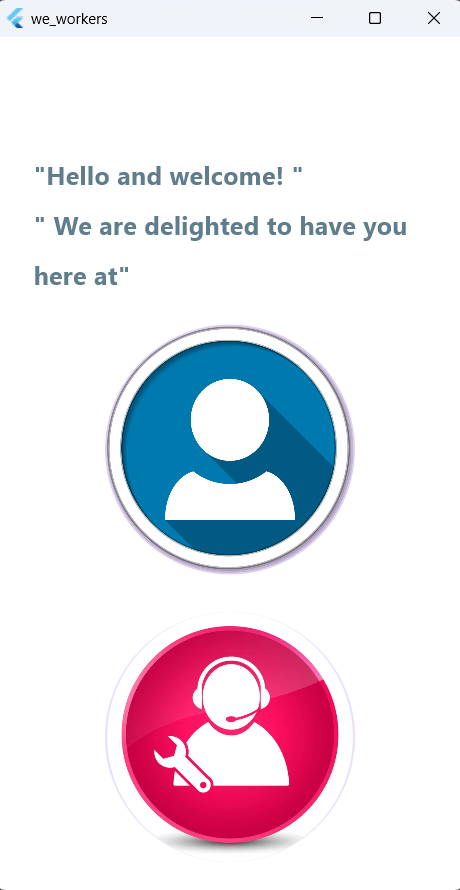 we_workers
"Hello and welcome! "
" We are delighted to have you
here at"